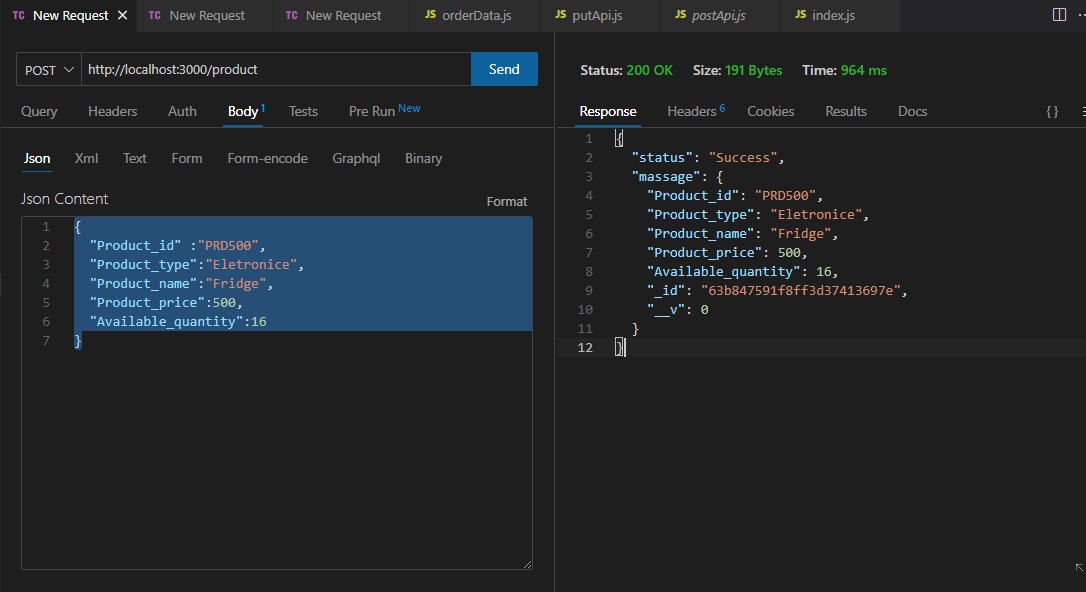 TC New Request × TC New Request TC New Request JS orderData.js JS putApi.js JS postApi.js JS index.js
POST http://localhost:3000/product Send
Query Headers Auth Body 1 Tests Pre Run New
Json Xml Text Form Form-encode Graphql Binary
Json Content Format
1 {
2 "Product_id" :"PRD500",
3 "Product_type":"Eletronice",
4 "Product_name":"Fridge",
5 "Product_price":500,
6 "Available_quantity":16
7 }
Status: 200 OK Size: 191 Bytes Time: 964 ms
Response Headers 6 Cookies Results Docs {}
1 {
2 "status": "Success",
3 "massage": {
4 "Product_id": "PRD500",
5 "Product_type": "Eletronice",
6 "Product_name": "Fridge",
7 "Product_price": 500,
8 "Available_quantity": 16,
9 "_id": "63b847591f8ff3d37413697e",
10 "__v": 0
11 }
12 }